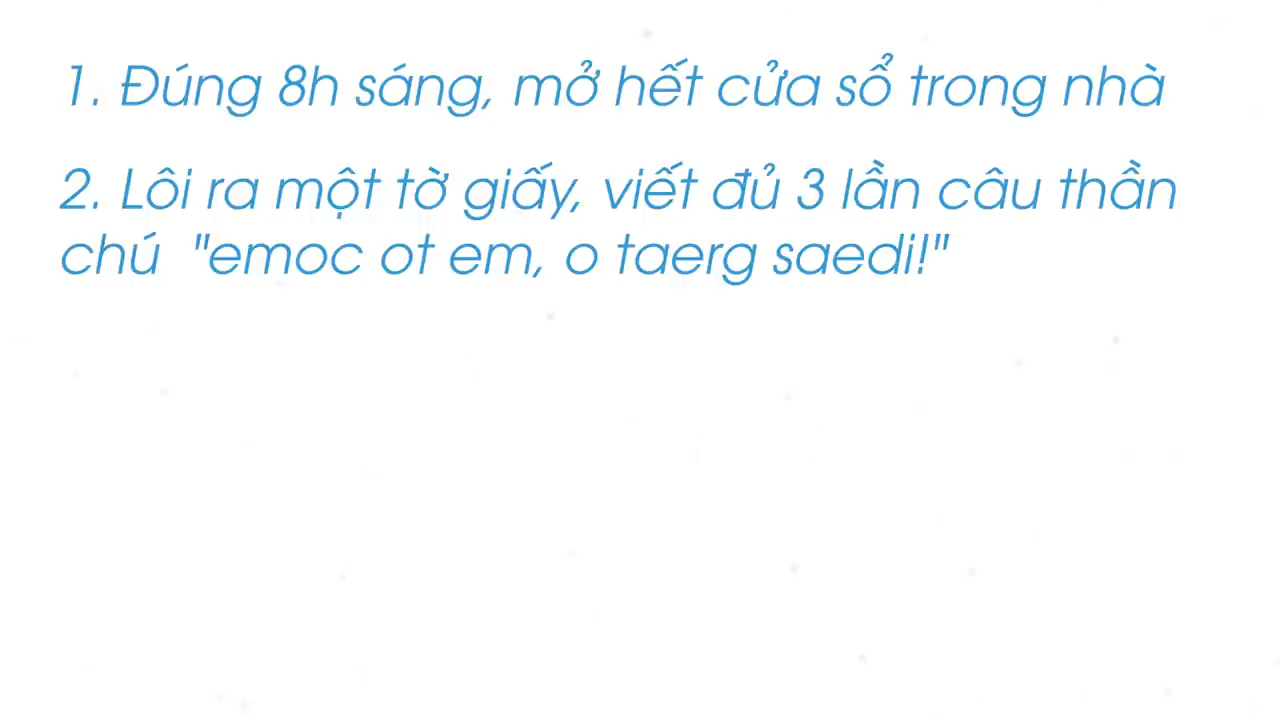 1. Đúng 8h sáng, mở hết cửa sổ trong nhà
2. Lôi ra một tờ giấy, viết đủ 3 lần câu thần
chú "emoc ot em, o taerg saedi!"